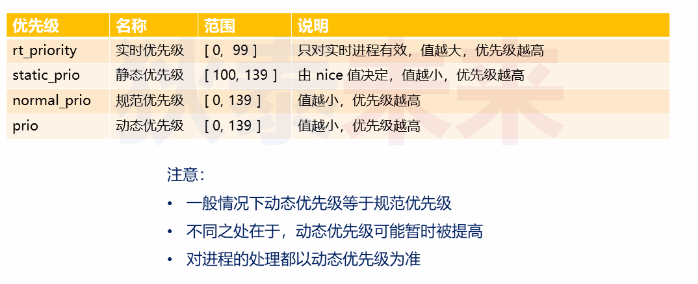 优先级 名称 范围 说明
rt_priority 实时优先级 [ 0, 99 ] 只对实时进程有效，值越大，优先级越高
static_prio 静态优先级 [ 100, 139 ] 由 nice 值决定，值越小，优先级越高
normal_prio 规范优先级 [ 0, 139 ] 值越小，优先级越高
prio 动态优先级 [ 0, 139 ] 值越小，优先级越高
注意：
• 一般情况下动态优先级等于规范优先级
• 不同之处在于，动态优先级可能暂时被提高
• 对进程的处理都以动态优先级为准